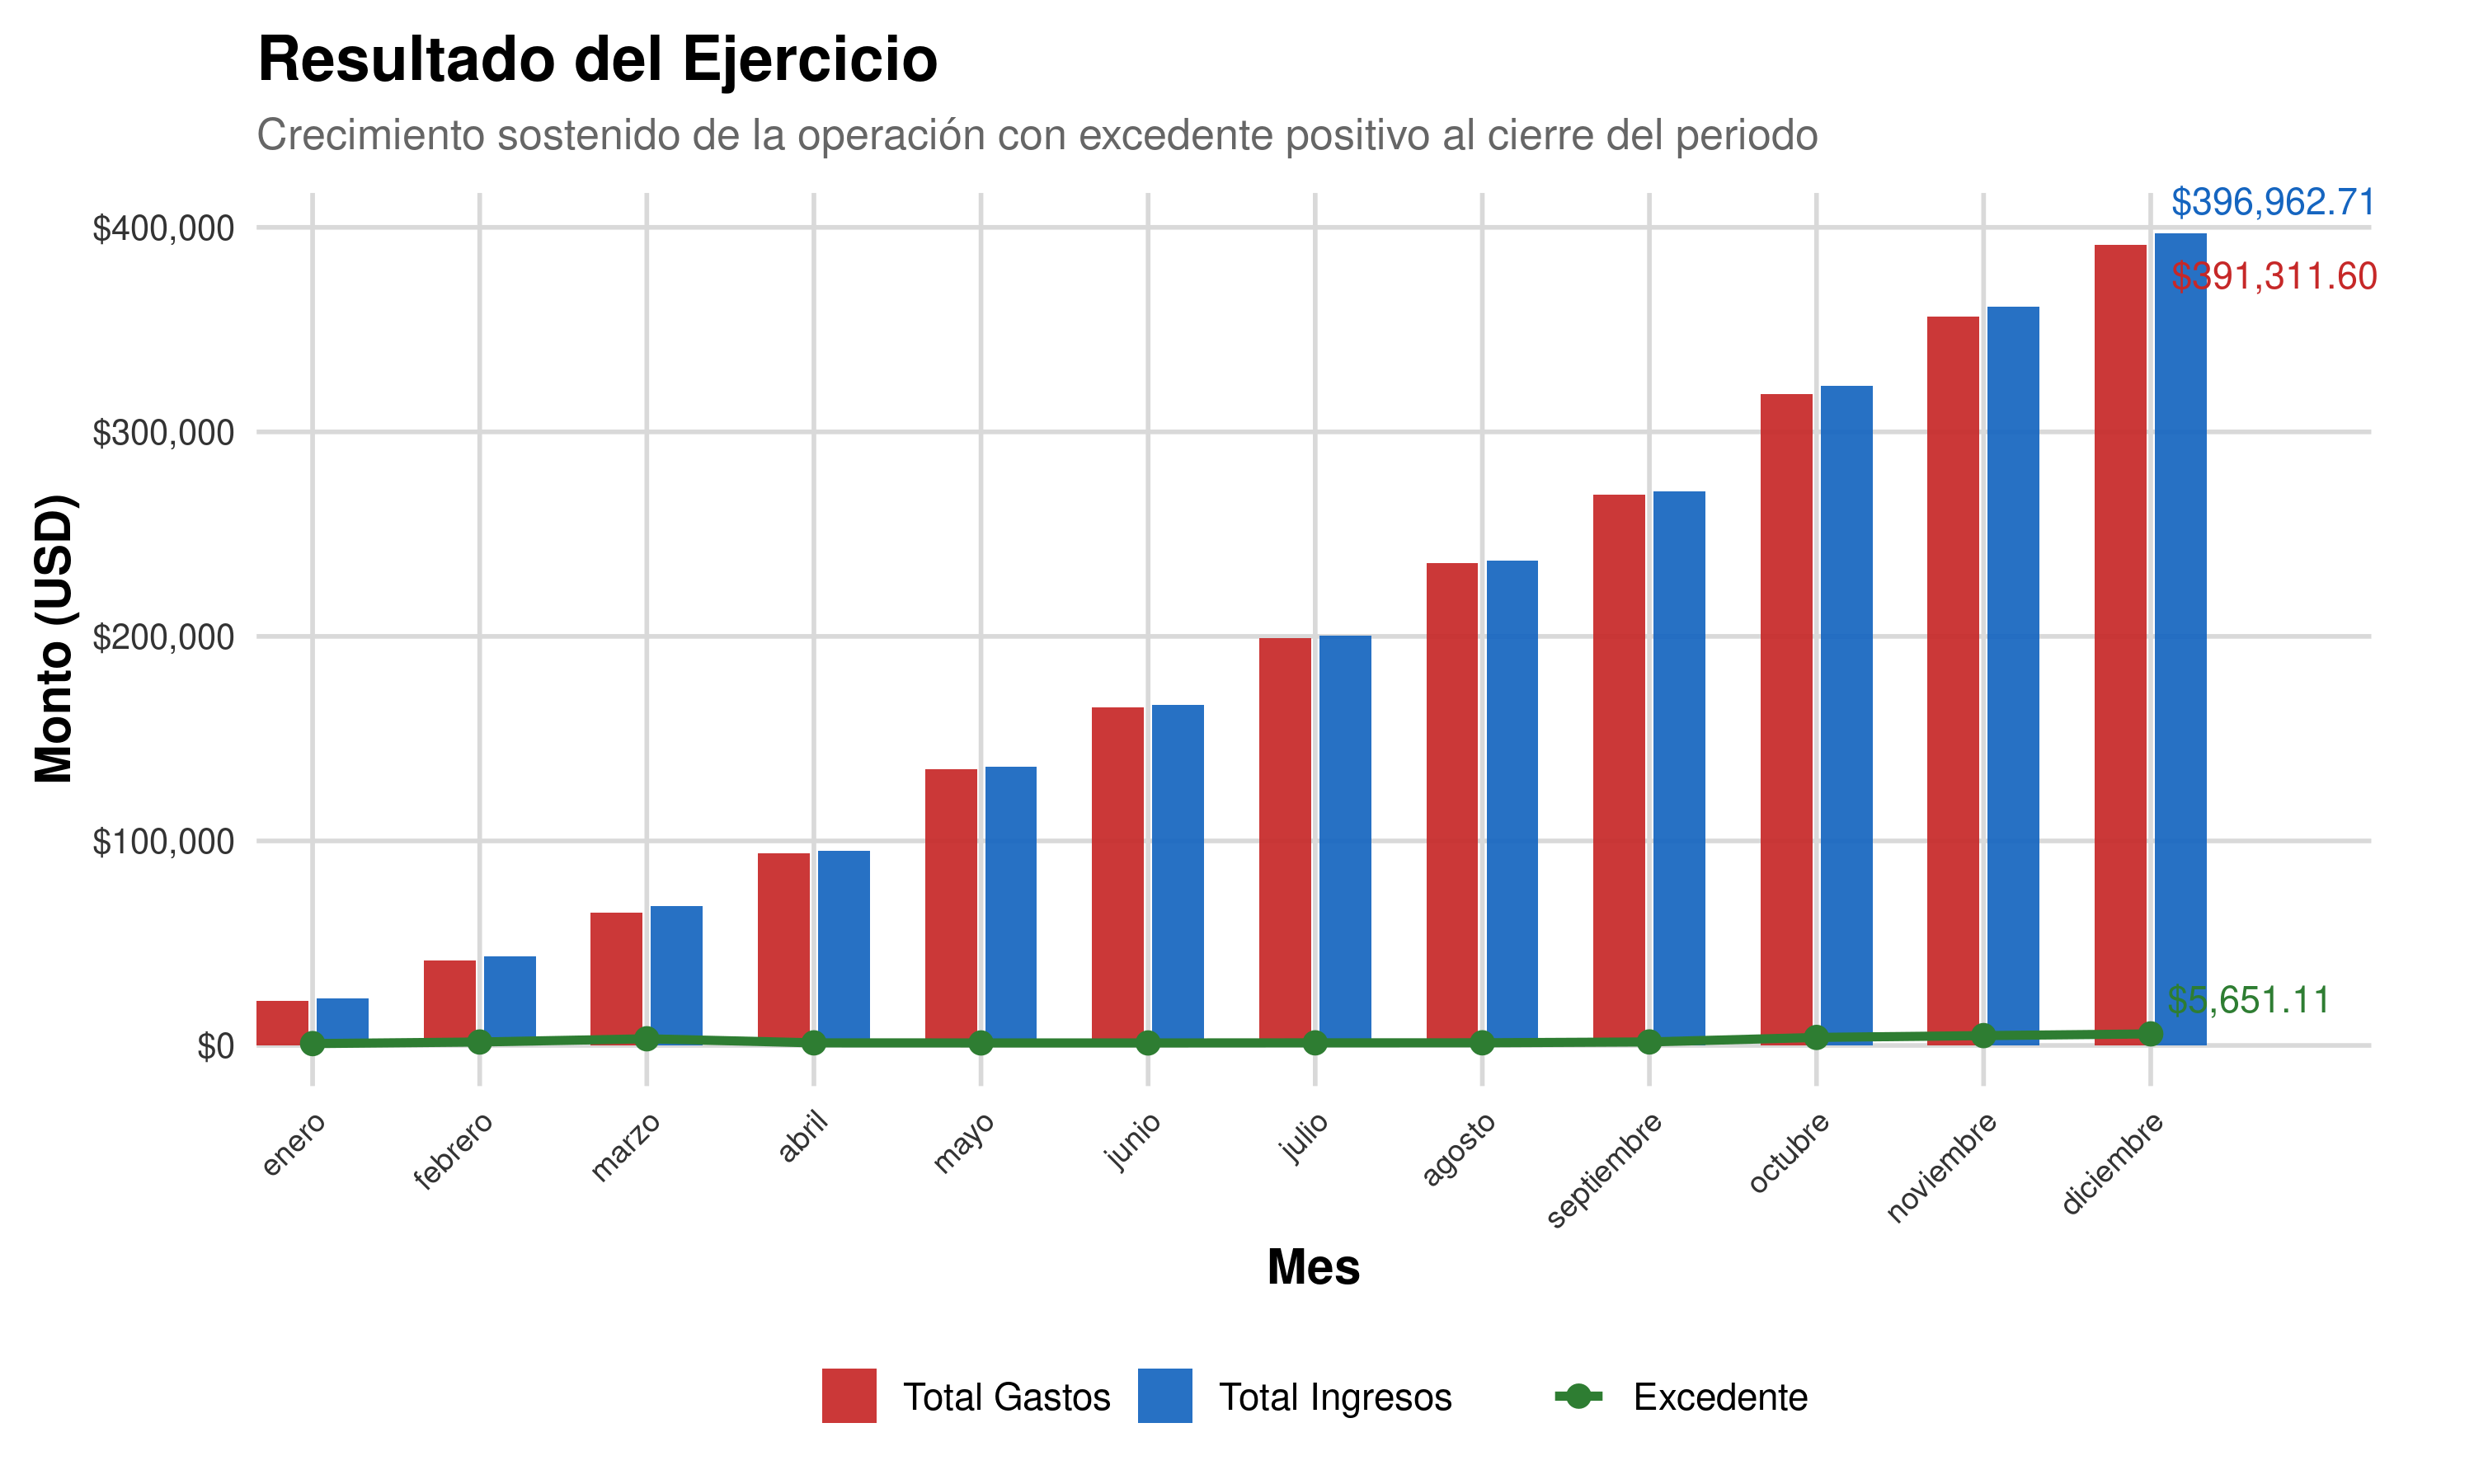 Resultado del Ejercicio
Crecimiento sostenido de la operación con excedente positivo al cierre del periodo
$396,962.71
$400,000
$391,311.60
$300,000
Monto (USD)
$200,000
$100,000
$5,651.11
$0
enero
febrero
marzo
abril
mayo
junio
julio
agosto
septiembre
octubre
noviembre
diciembre
Mes
Total Gastos
Total Ingresos
Excedente